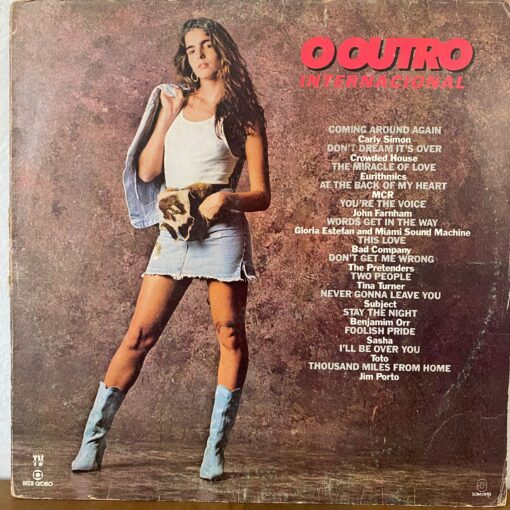 O OUTRO
INTERNACIONAL
COMING AROUND AGAIN
Carly Simon
DON'T DREAM IT'S OVER
Crowded House
THE MIRACLE OF LOVE
Eurithmics
AT THE BACK OF MY HEART
MCR
YOU'RE THE VOICE
John Farnham
WORDS GET IN THE WAY
Gloria Estefan and Miami Sound Machine
THIS LOVE
Bad Company
DON'T GET ME WRONG
The Pretenders
TWO PEOPLE
Tina Turner
NEVER GONNA LEAVE YOU
Subject
STAY THE NIGHT
Benjamim Orr
FOOLISH PRIDE
Sasha
I'LL BE OVER YOU
Toto
THOUSAND MILES FROM HOME
Jim Porto
REDE GLOBO
SOM LIVRE